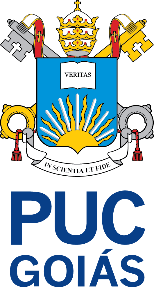 VERITAS
IN SCIENTIA ET FIDE
PUC
GOIÁS